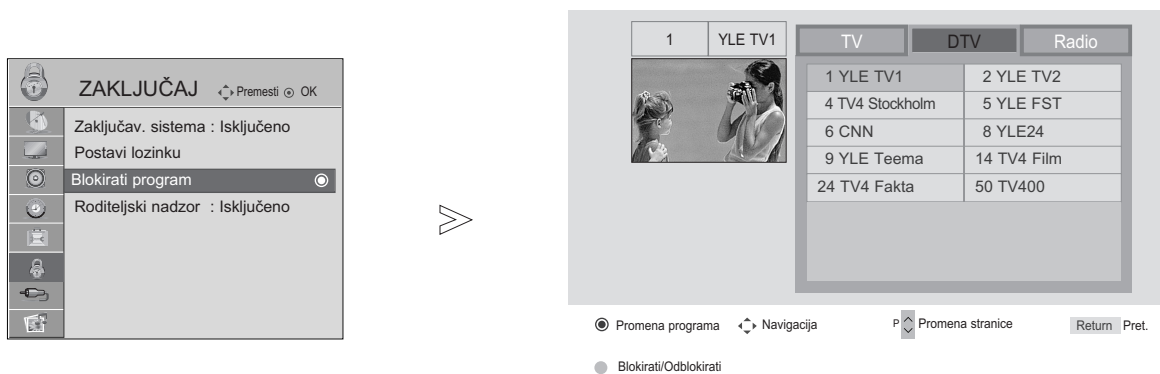 ZAKLJUČAJ Premesti OK
Zaključav. sistema : Isključeno
Postavi lozinku
Blokirati program
Roditeljski nadzor : Isključeno
1 YLE TV1
TV DTV Radio
1 YLE TV1 2 YLE TV2
4 TV4 Stockholm 5 YLE FST
6 CNN 8 YLE24
9 YLE Teema 14 TV4 Film
24 TV4 Fakta 50 TV400
Promena programa Navigacija P Promena stranice Return Pret.
Blokirati/Odblokirati